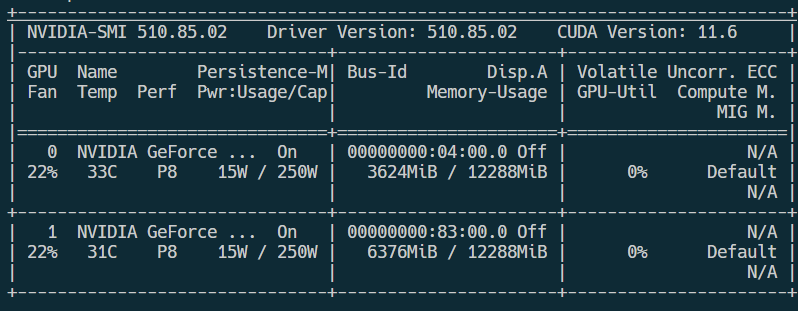 NVIDIA-SMI 510.85.02    Driver Version: 510.85.02    CUDA Version: 11.6
GPU  Name        Persistence-M| Bus-Id        Disp.A | Volatile Uncorr. ECC
Fan  Temp  Perf  Pwr:Usage/Cap|         Memory-Usage | GPU-Util  Compute M.
MIG M.
0  NVIDIA GeForce ...  On   | 00000000:04:00.0 Off |                  N/A
22%   33C    P8    15W / 250W |   3624MiB / 12288MiB |      0%      Default
N/A
1  NVIDIA GeForce ...  On   | 00000000:83:00.0 Off |                  N/A
22%   31C    P8    15W / 250W |   6376MiB / 12288MiB |      0%      Default
N/A